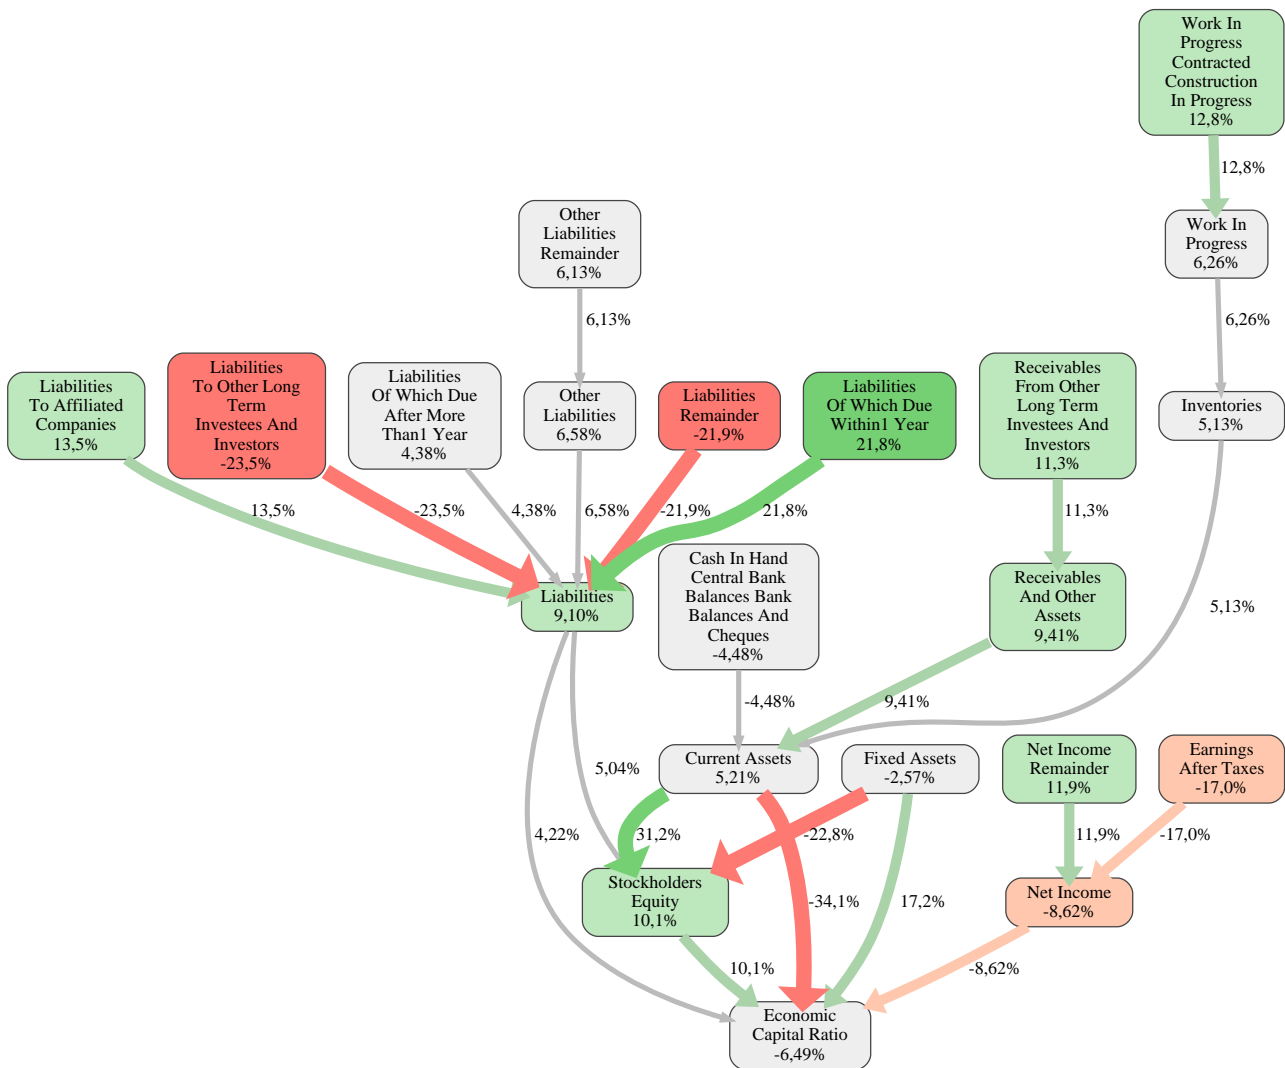 Work In
Progress
Contracted
Construction
In Progress
12,8%
12,8%
Other
Liabilities
Remainder
6,13%
Work In
Progress
6,26%
6,13%
6,26%
Liabilities
To Affiliated
Companies
13,5%
Liabilities
To Other Long
Term
Investees And
Investors
-23,5%
Liabilities
Of Which Due
After More
Than1 Year
4,38%
Other
Liabilities
6,58%
Liabilities
Remainder
-21,9%
Liabilities
Of Which Due
Within1 Year
21,8%
Receivables
From Other
Long Term
Investees And
Investors
11,3%
Inventories
5,13%
13,5%
-23,5%
4,38%
6,58%
-21,9%
21,8%
11,3%
Liabilities
9,10%
Cash In Hand
Central Bank
Balances Bank
Balances And
Cheques
-4,48%
Receivables
And Other
Assets
9,41%
5,13%
-4,48%
9,41%
5,04%
Current Assets
5,21%
Fixed Assets
-2,57%
Net Income
Remainder
11,9%
Earnings
After Taxes
-17,0%
4,22%
31,2%
-22,8%
11,9%
-17,0%
Stockholders
Equity
10,1%
-34,1%
17,2%
Net Income
-8,62%
10,1%
-8,62%
Economic
Capital Ratio
-6,49%